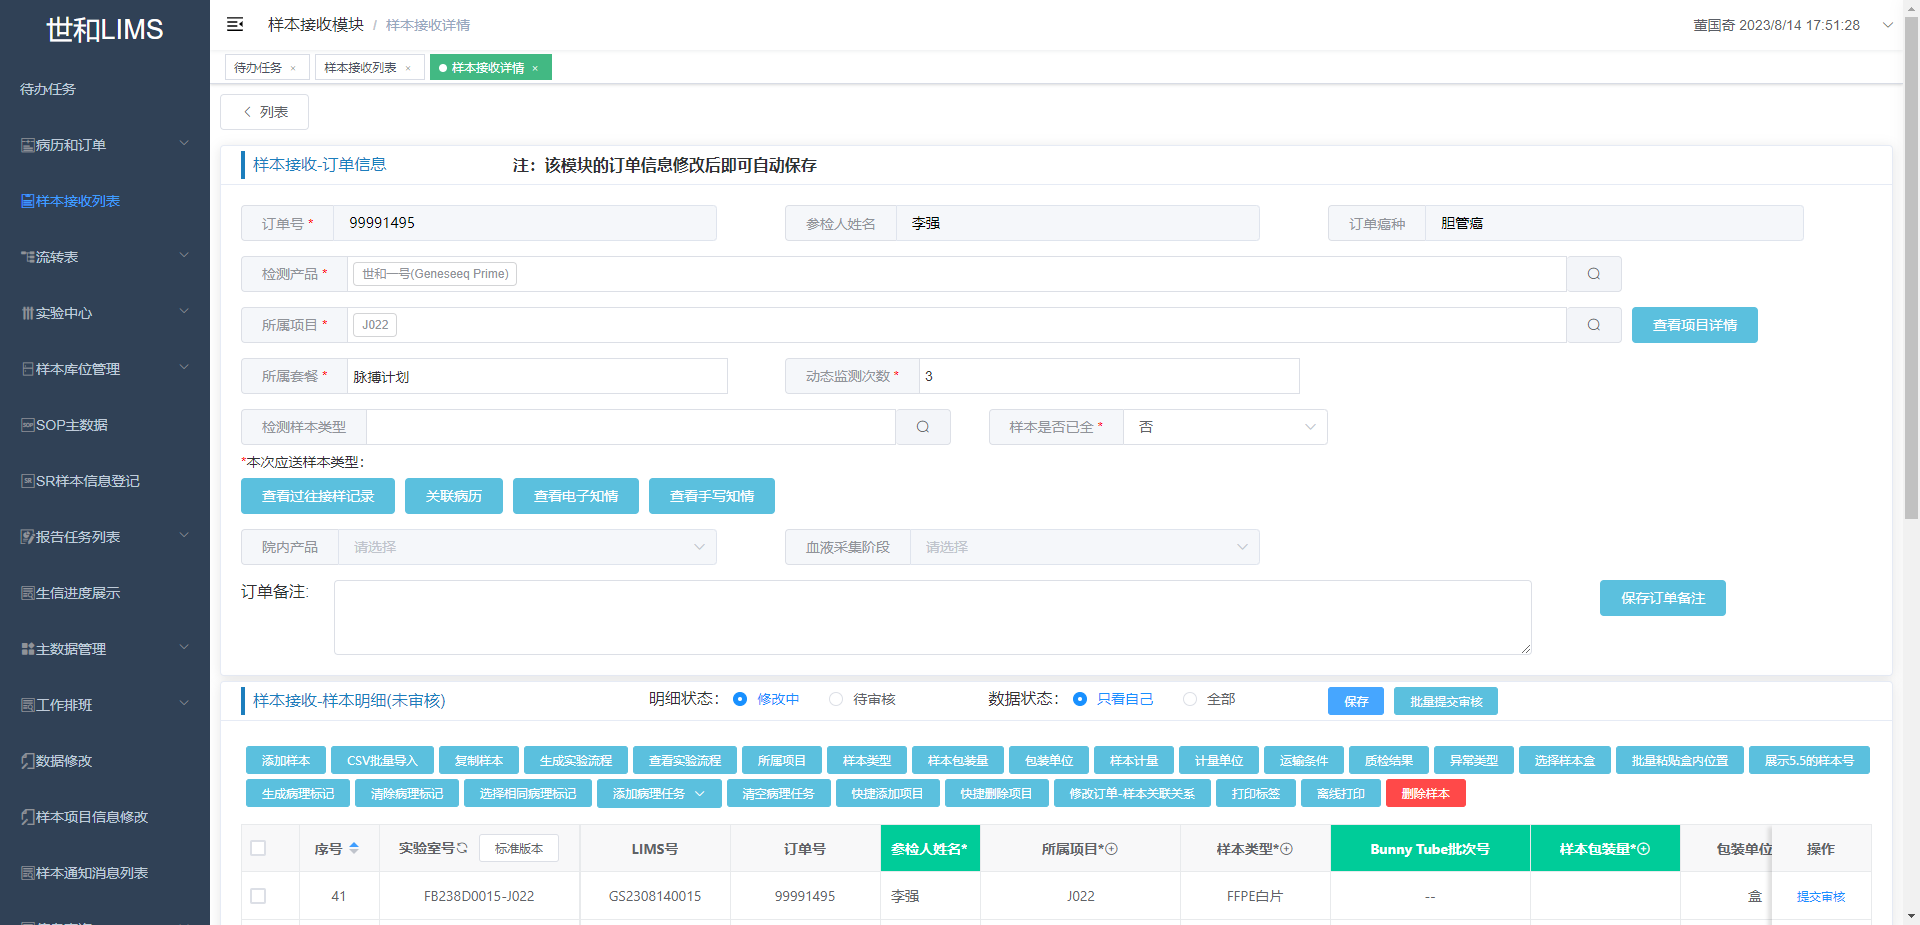 世和LIMS
样本接收模块 / 样本接收详情
董国奇 2023/8/14 17:51:28
待办任务 ×
样本接收列表 ×
样本接收详情 ×
待办任务
病历和订单
样本接收列表
流转表
实验中心
样本库位管理
SOP主数据
SR样本信息登记
报告任务列表
生信进度展示
主数据管理
工作排班
数据修改
样本项目信息修改
样本通知消息列表
列表
样本接收-订单信息
注：该模块的订单信息修改后即可自动保存
订单号 * 99991495
参检人姓名 李强
订单癌种 胆管癌
检测产品 * 世和一号(Geneseeq Prime)
所属项目 * J022
查看项目详情
所属套餐 * 脉搏计划
动态监测次数 * 3
检测样本类型
样本是否已全 * 否
*本次应送样本类型：
查看过往接样记录 关联病历 查看电子知情 查看手写知情
院内产品 请选择
血液采集阶段 请选择
订单备注:
保存订单备注
样本接收-样本明细(未审核)
明细状态： 修改中 待审核
数据状态： 只看自己 全部
保存 批量提交审核
添加样本 CSV批量导入 复制样本 生成实验流程 查看实验流程 所属项目 样本类型 样本包装量 包装单位 样本计量 计量单位 运输条件 质检结果 异常类型 选择样本盒 批量粘贴盒内位置 展示5.5的样本号
生成病理标记 清除病理标记 选择相同病理标记 添加病理任务 清空病理任务 快捷添加项目 快捷删除项目 修改订单-样本关联关系 打印标签 离线打印 删除样本
序号 实验室号 标准版本 LIMS号 订单号 参检人姓名* 所属项目* 样本类型* Bunny Tube批次号 样本包装量* 包装单位 操作
41 FB238D0015-J022 GS2308140015 99991495 李强 J022 FFPE白片 -- 盒 提交审核